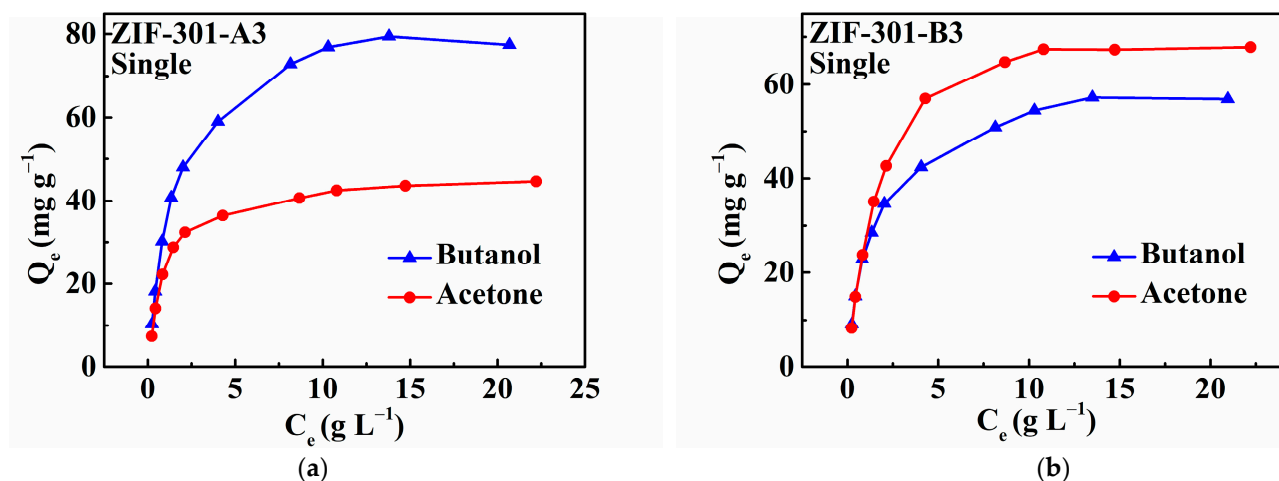 ZIF-301-A3
Single
80
60
40
20
0
Qe (mg g−1)
Butanol
Acetone
0 5 10 15 20 25
Ce (g L−1)
(a)
ZIF-301-B3
Single
60
40
20
0
Qe (mg g−1)
Butanol
Acetone
0 5 10 15 20
Ce (g L−1)
(b)